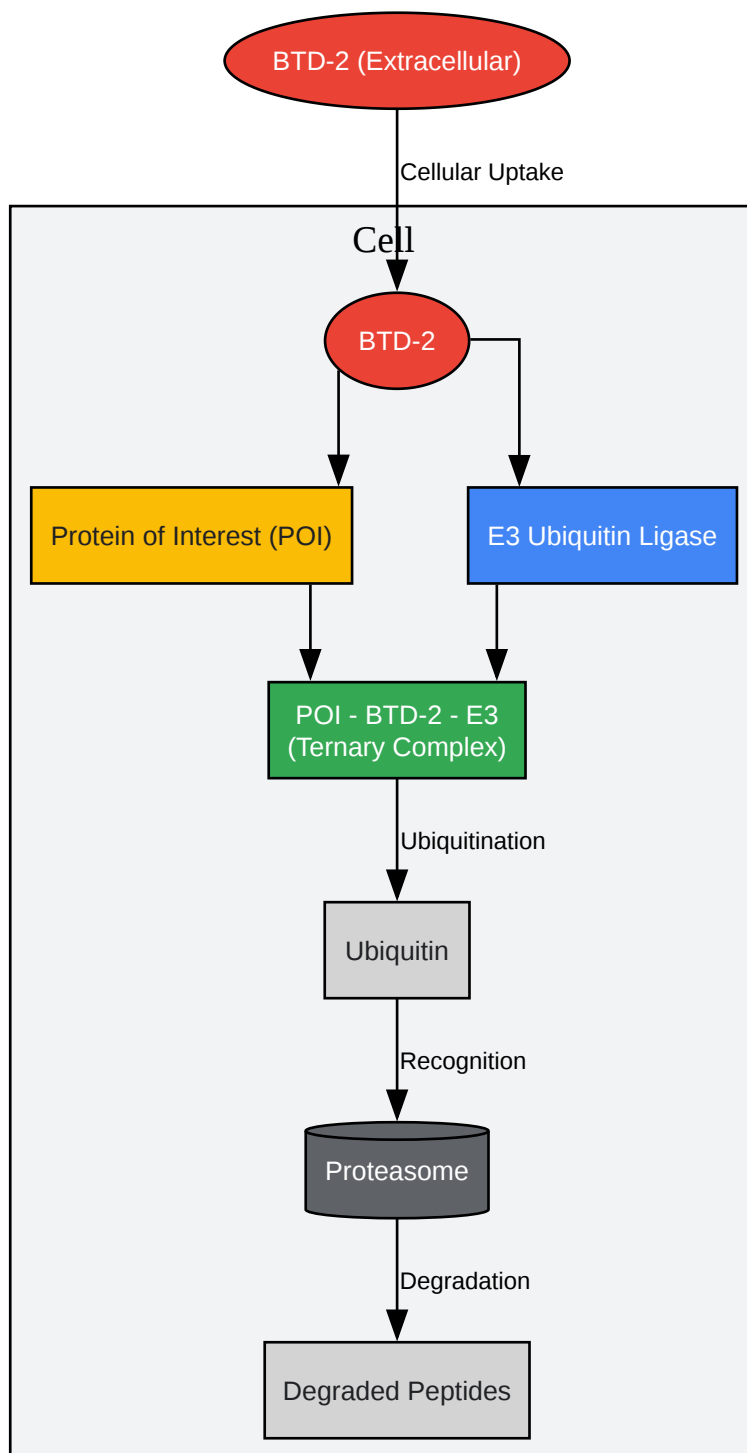 BTD-2 (Extracellular)
Cellular Uptake
Cell
BTD-2
Protein of Interest (POI)
E3 Ubiquitin Ligase
POI - BTD-2 - E3
(Ternary Complex)
Ubiquitination
Ubiquitin
Recognition
Proteasome
Degradation
Degraded Peptides